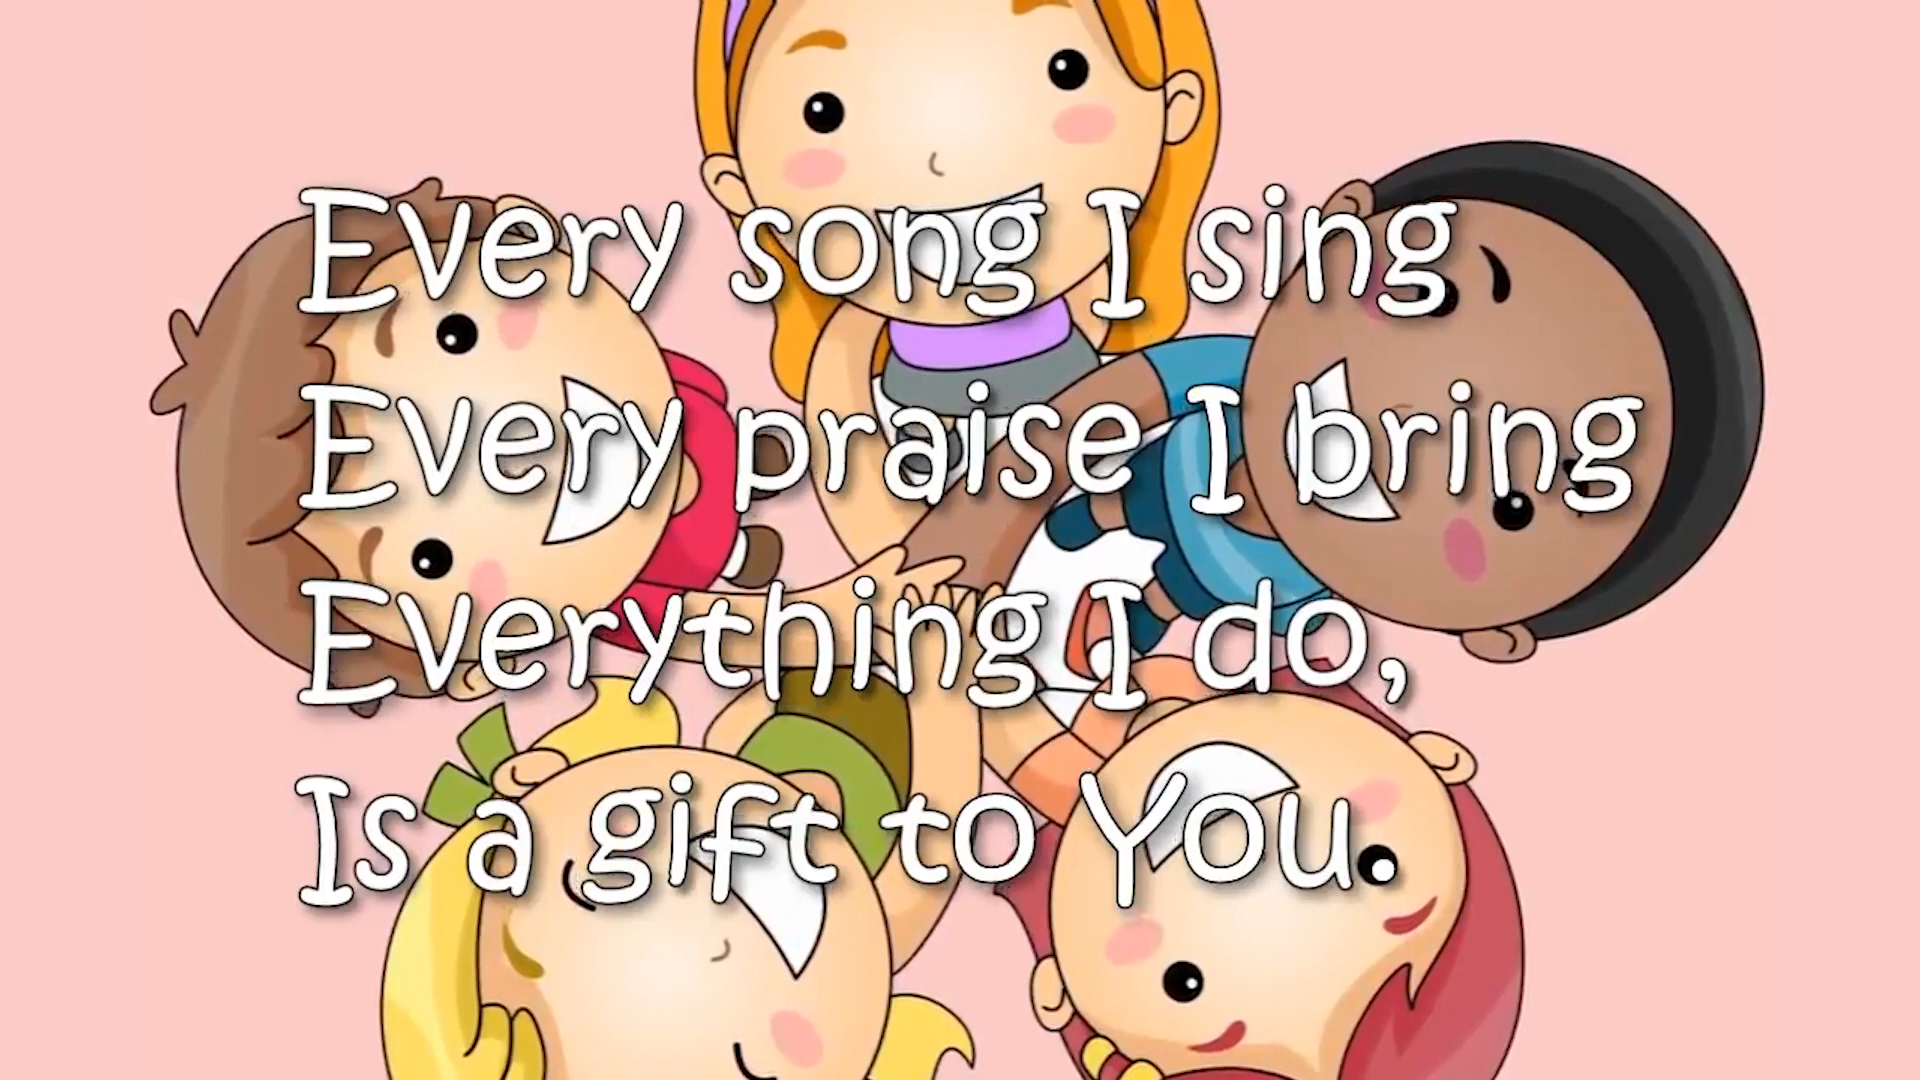 Every song I sing
Every praise I bring
Everything I do,
Is a gift to You.